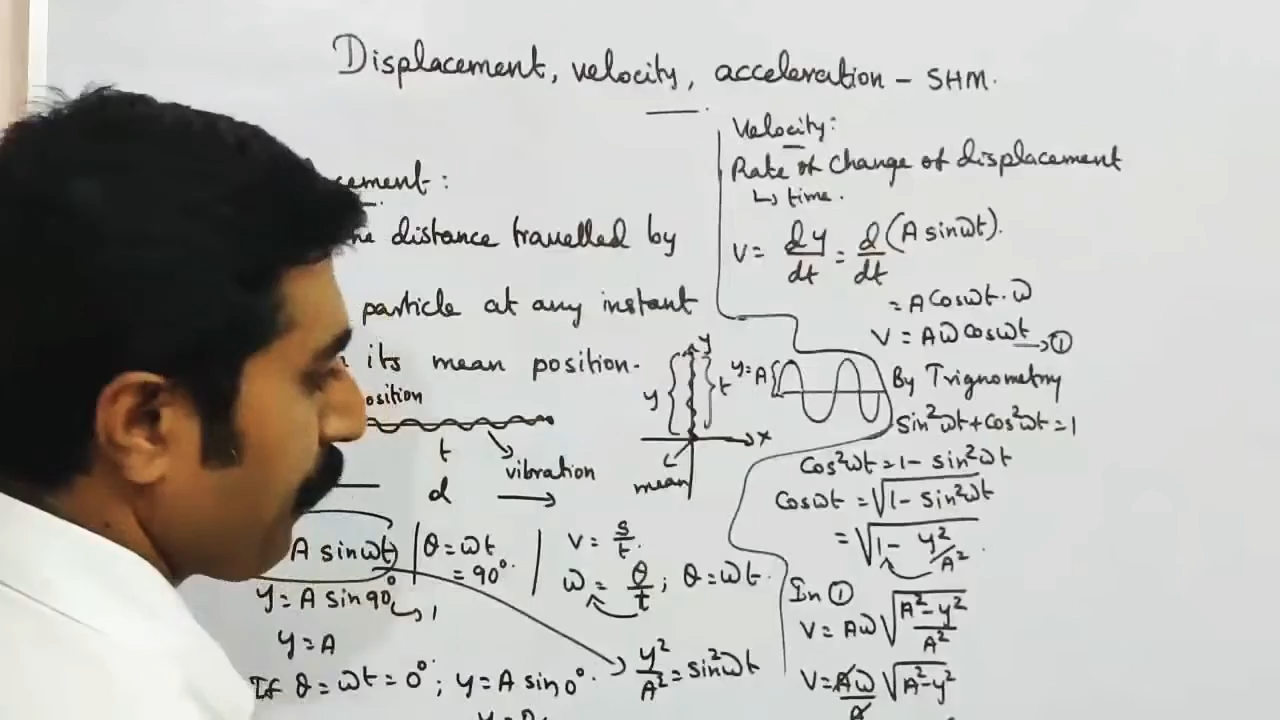 Displacement, velocity, acceleration - SHM.
cement :
distance travelled by
particle at any instant
its mean position.
osition
t
d
vibration
y
t
y
x
mean
A sinωt
θ = ωt
= 90°
V = s/t.
ω = θ/t ; θ = ωt.
y = A sin 90°
↳ 1
y = A
If θ = ωt = 0° ; y = A sin 0°.
y²/A² = sin²ωt
Velocity:
Rate of change of displacement
↳ time.
V = dy/dt = d/dt (A sinωt).
= A cosωt · ω
V = Aω cosωt → ①
y = A
By Trignometry
sin²ωt + cos²ωt = 1
Cos²ωt = 1 - sin²ωt
Cosωt = √1 - sin²ωt
= √1 - y²/A² .
In ①
V = Aω √A² - y²/A²
V = Aω/A √A² - y²